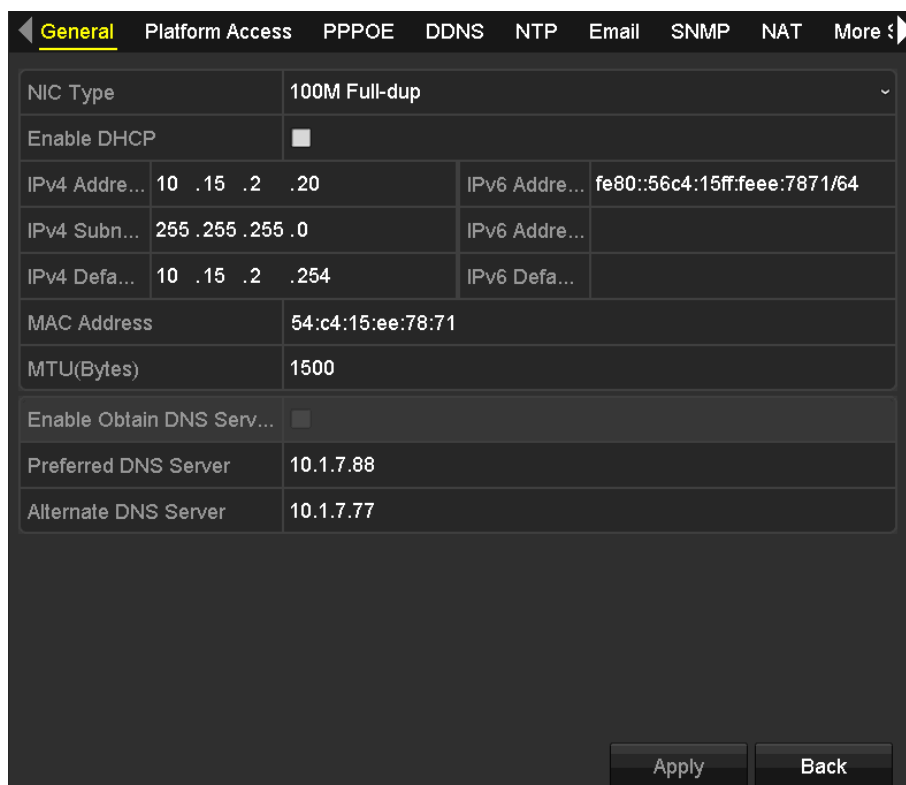 General Platform Access PPPOE DDNS NTP Email SNMP NAT More
NIC Type 100M Full-dup
Enable DHCP
IPv4 Addre... 10 .15 .2 .20 IPv6 Addre... fe80::56c4:15ff:feee:7871/64
IPv4 Subn... 255.255.255.0 IPv6 Addre...
IPv4 Defa... 10 .15 .2 .254 IPv6 Defa...
MAC Address 54:c4:15:ee:78:71
MTU(Bytes) 1500
Enable Obtain DNS Serv...
Preferred DNS Server 10.1.7.88
Alternate DNS Server 10.1.7.77
Apply Back